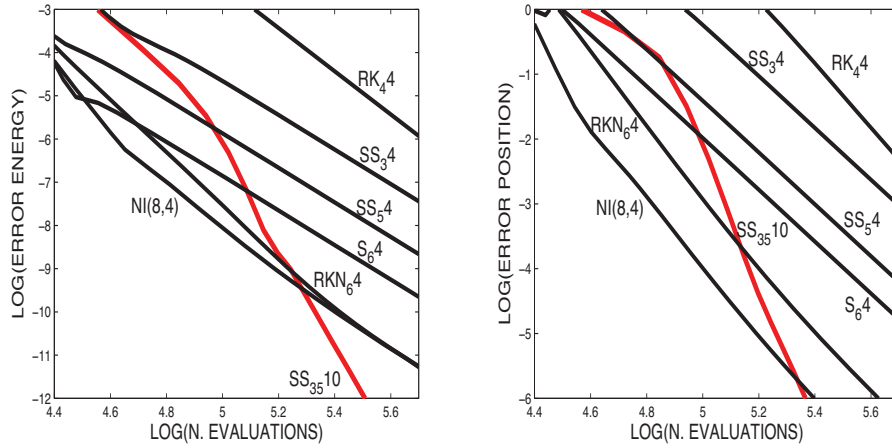 −3
−4
−5
−6
−7
−8
−9
−10
−11
−12
LOG(ERROR ENERGY)
RK₄4
SS₃4
SS₅4
NI(8,4)
S₆4
RKN₆4
SS₃₅10
4.4 4.6 4.8 5 5.2 5.4 5.6
LOG(N. EVALUATIONS)
0
−1
−2
−3
−4
−5
−6
LOG(ERROR POSITION)
SS₃4
RK₄4
RKN₆4
NI(8,4)
SS₅4
SS₃₅10
S₆4
4.4 4.6 4.8 5 5.2 5.4 5.6
LOG(N. EVALUATIONS)